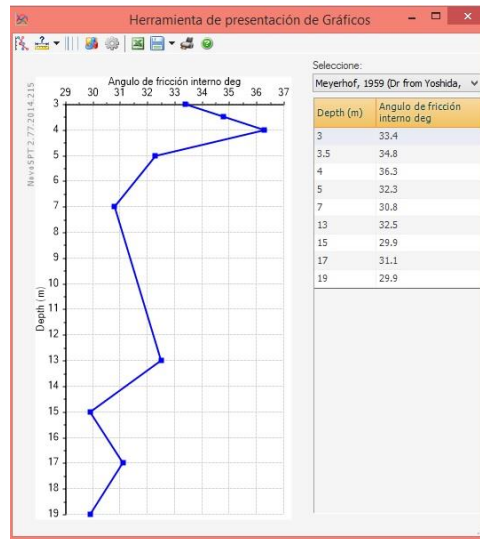 Herramienta de presentación de Gráficos
Seleccione:
Meyerhof, 1959 (Dr from Yoshida,
Angulo de fricción interno deg
29 30 31 32 33 34 35 36 37
3
4
5
6
7
8
9
10
11
12
13
14
15
16
17
18
19
Depth (m)
NovoSPT 2.77.2014.215
Depth (m) Angulo de fricción
interno deg
3 33.4
3.5 34.8
4 36.3
5 32.3
7 30.8
13 32.5
15 29.9
17 31.1
19 29.9